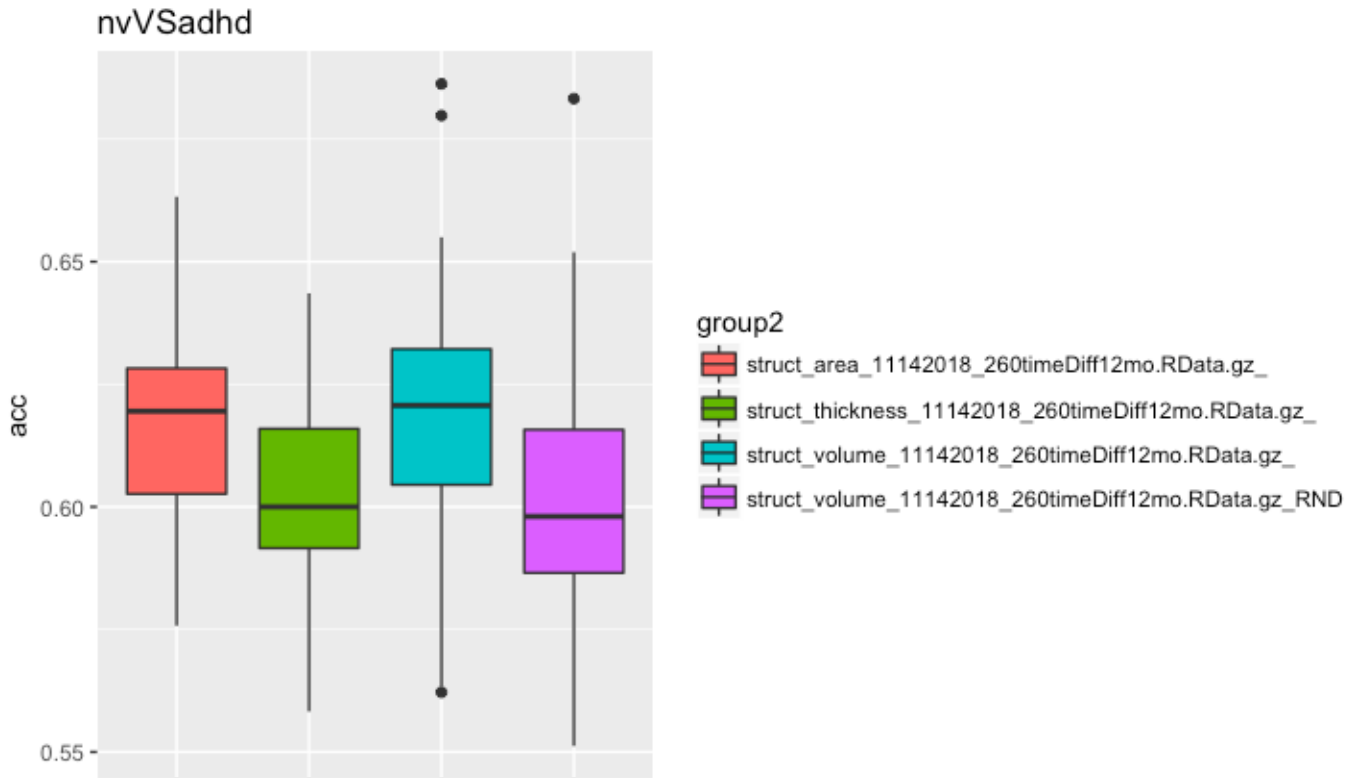 nvVSadhd
acc
0.65
0.60
0.55
group2
struct_area_11142018_260timeDiff12mo.RData.gz_
struct_thickness_11142018_260timeDiff12mo.RData.gz_
struct_volume_11142018_260timeDiff12mo.RData.gz_
struct_volume_11142018_260timeDiff12mo.RData.gz_RND